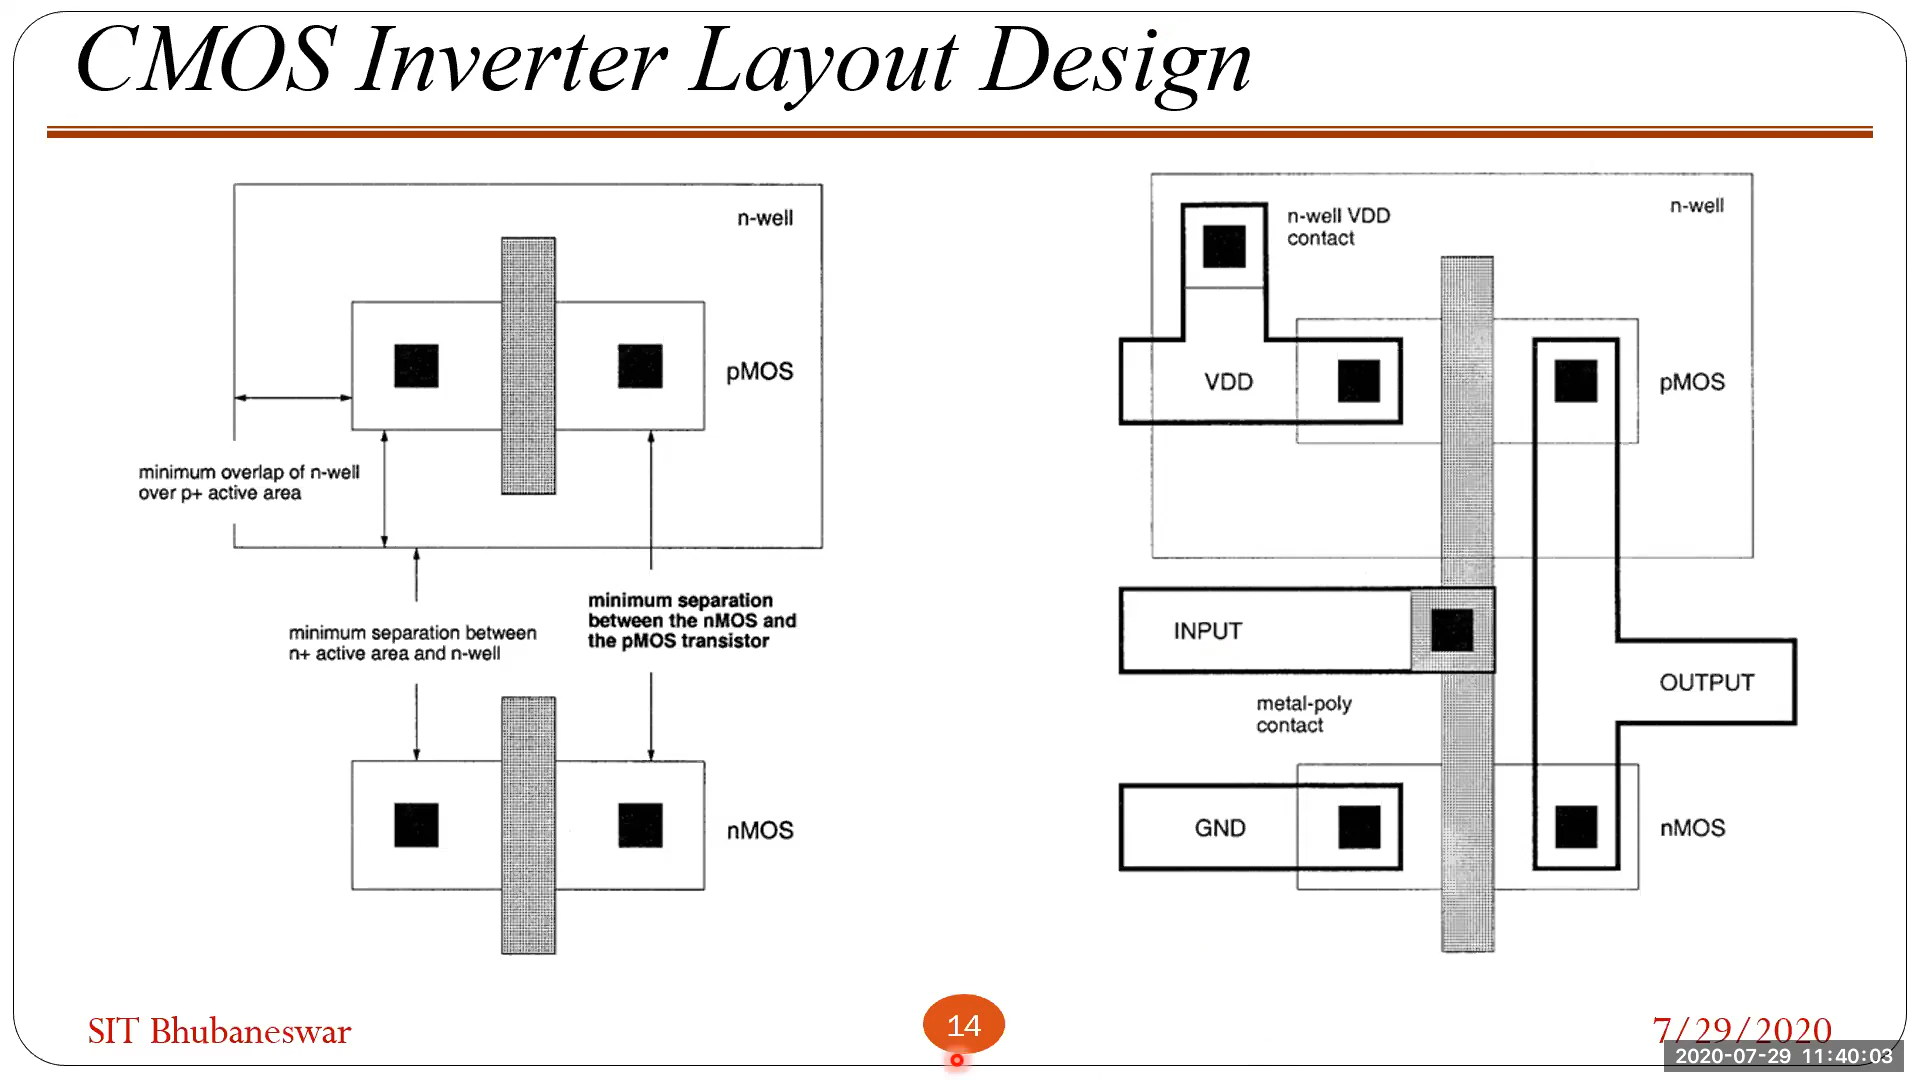 CMOS Inverter Layout Design
n-well
pMOS
minimum overlap of n-well
over p+ active area
minimum separation between
n+ active area and n-well
minimum separation
between the nMOS and
the pMOS transistor
nMOS
n-well VDD
contact
n-well
VDD
pMOS
INPUT
metal-poly
contact
OUTPUT
GND
nMOS
SIT Bhubaneswar
14
7/29/2020
2020-07-29 11:40:03